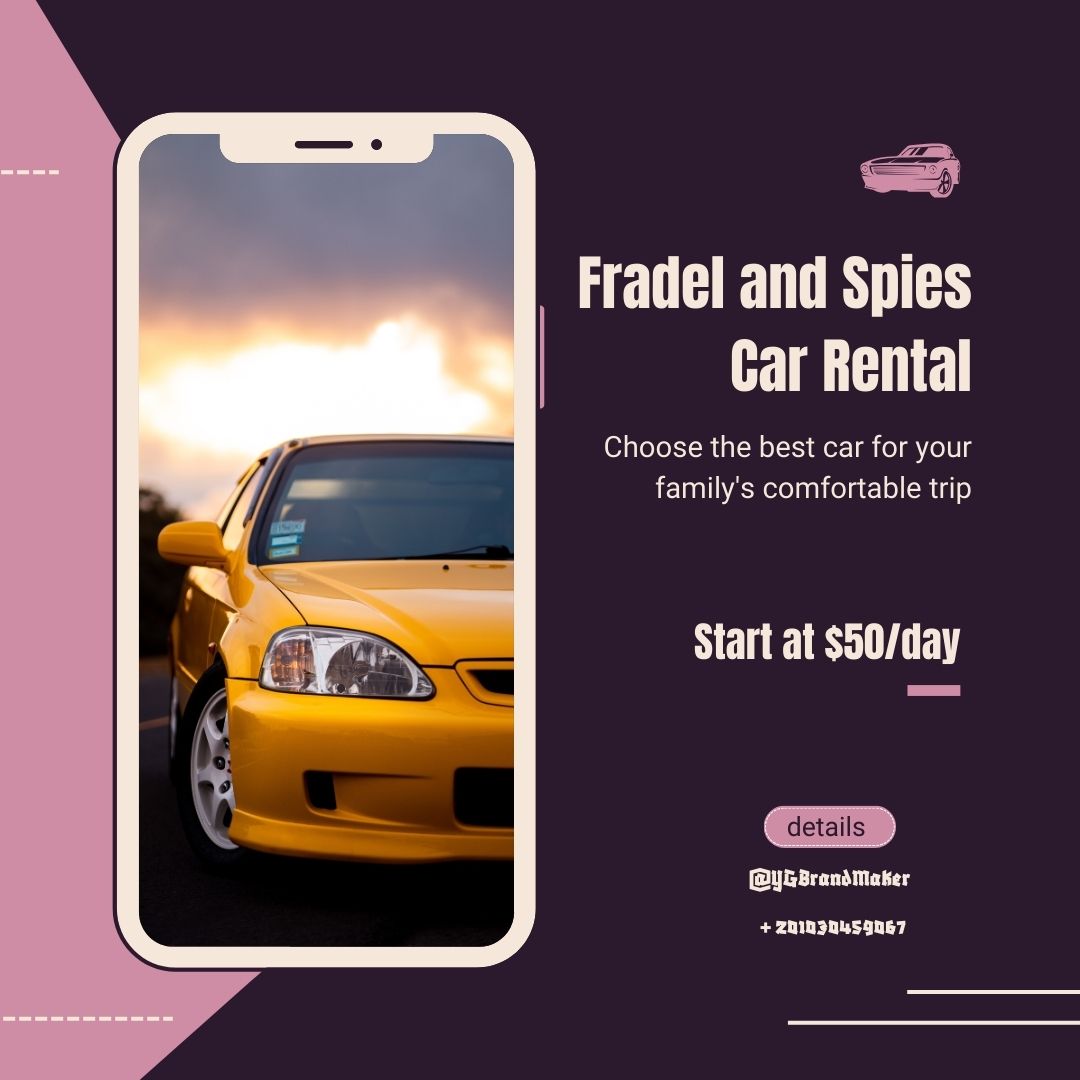 Fradel and Spies
Car Rental
Choose the best car for your
family's comfortable trip
Start at $50/day
details
@YGBrandMaker
+ 201030459067